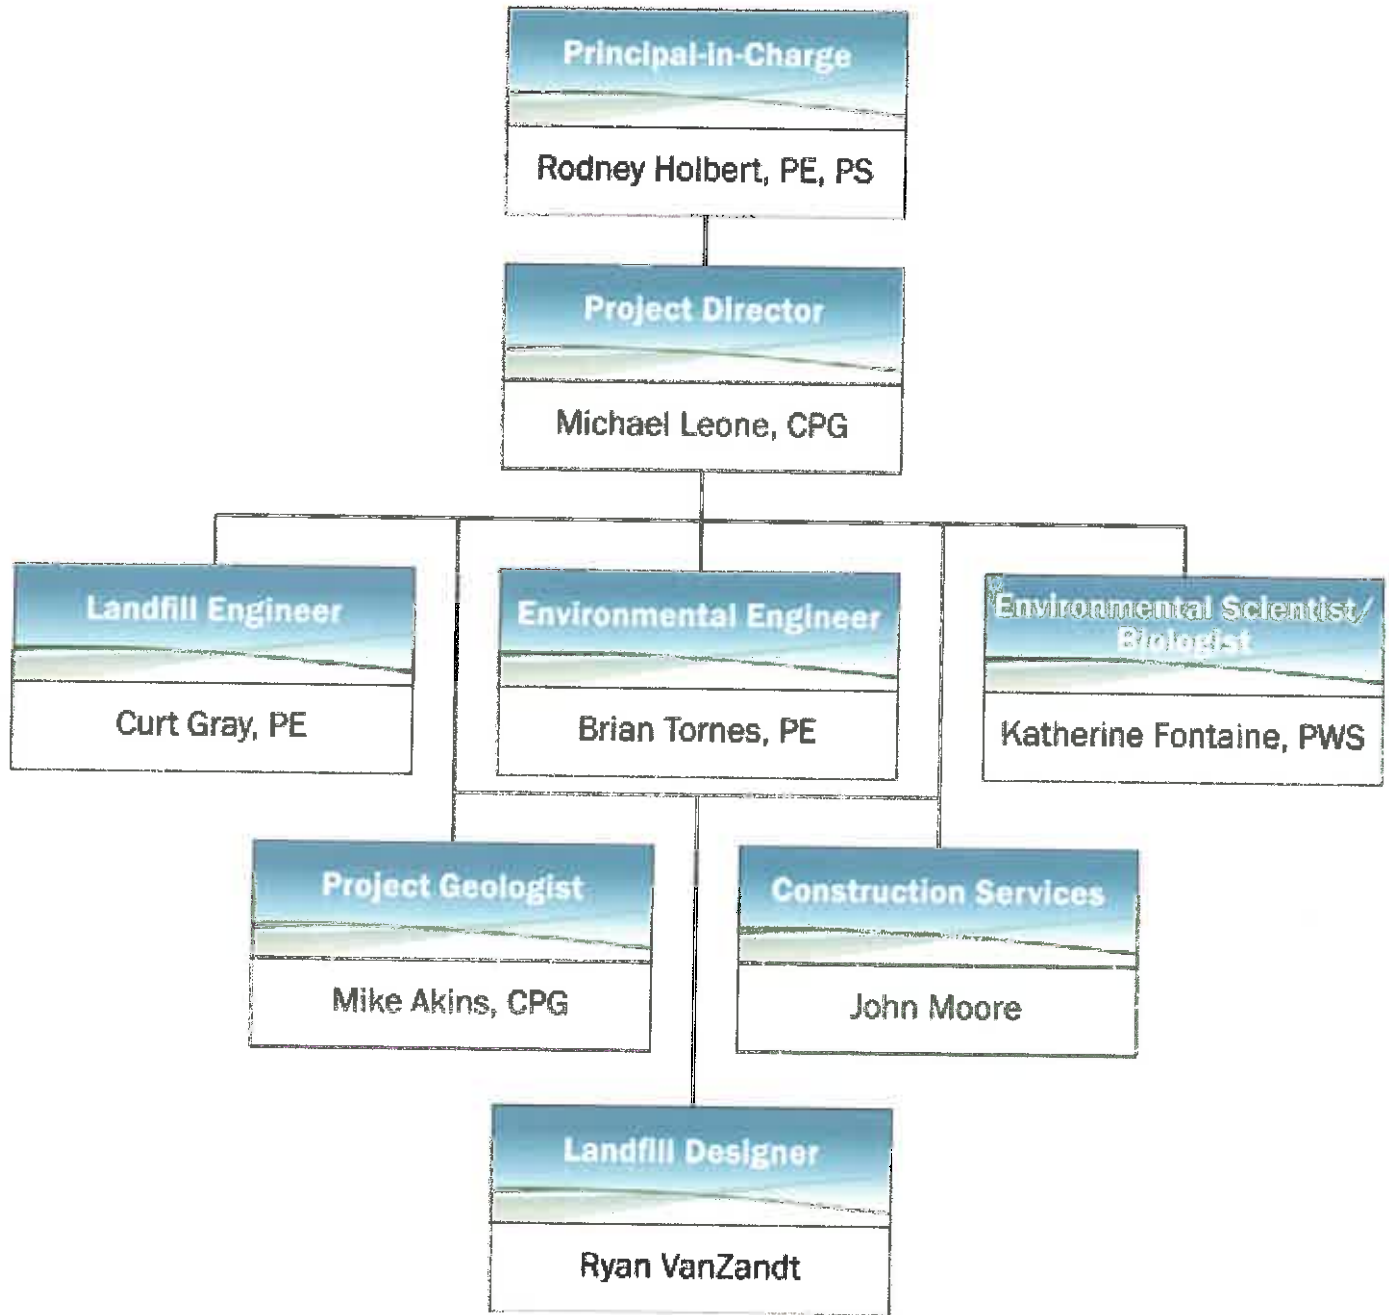 Principal-in-Charge
Rodney Holbert, PE, PS
Project Director
Michael Leone, CPG
Landfill Engineer
Curt Gray, PE
Environmental Engineer
Brian Tornes, PE
Environmental Scientist/
Biologist
Katherine Fontaine, PWS
Project Geologist
Mike Akins, CPG
Construction Services
John Moore
Landfill Designer
Ryan VanZandt